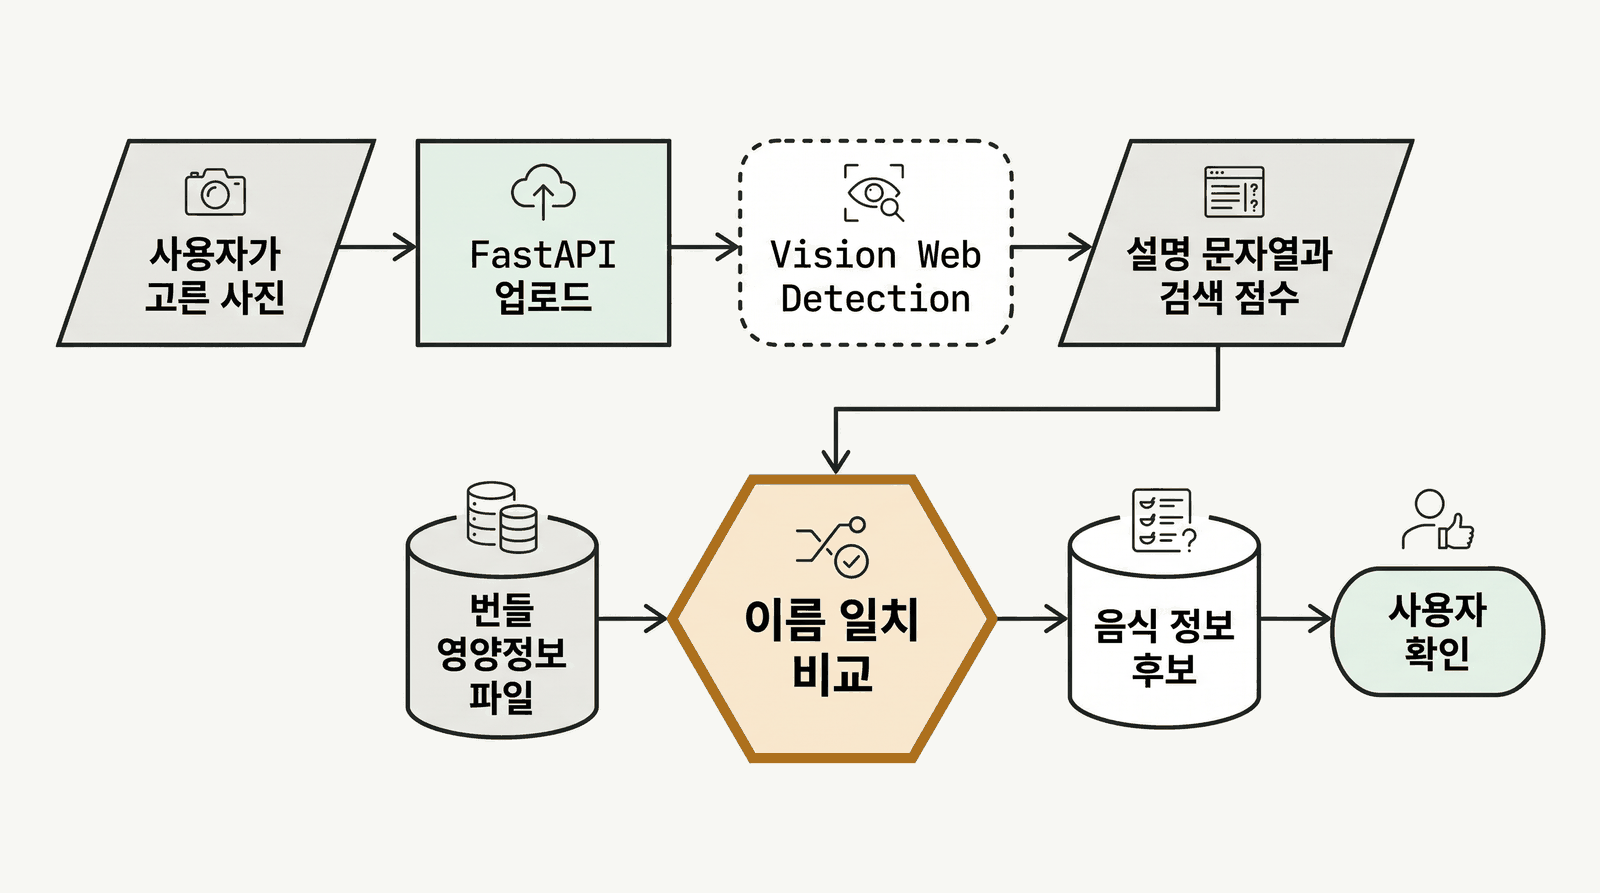 사용자가
고른 사진
FastAPI
업로드
Vision Web
Detection
설명 문자열과
검색 점수
번들
영양정보
파일
이름 일치
비교
음식 정보
후보
사용자
확인